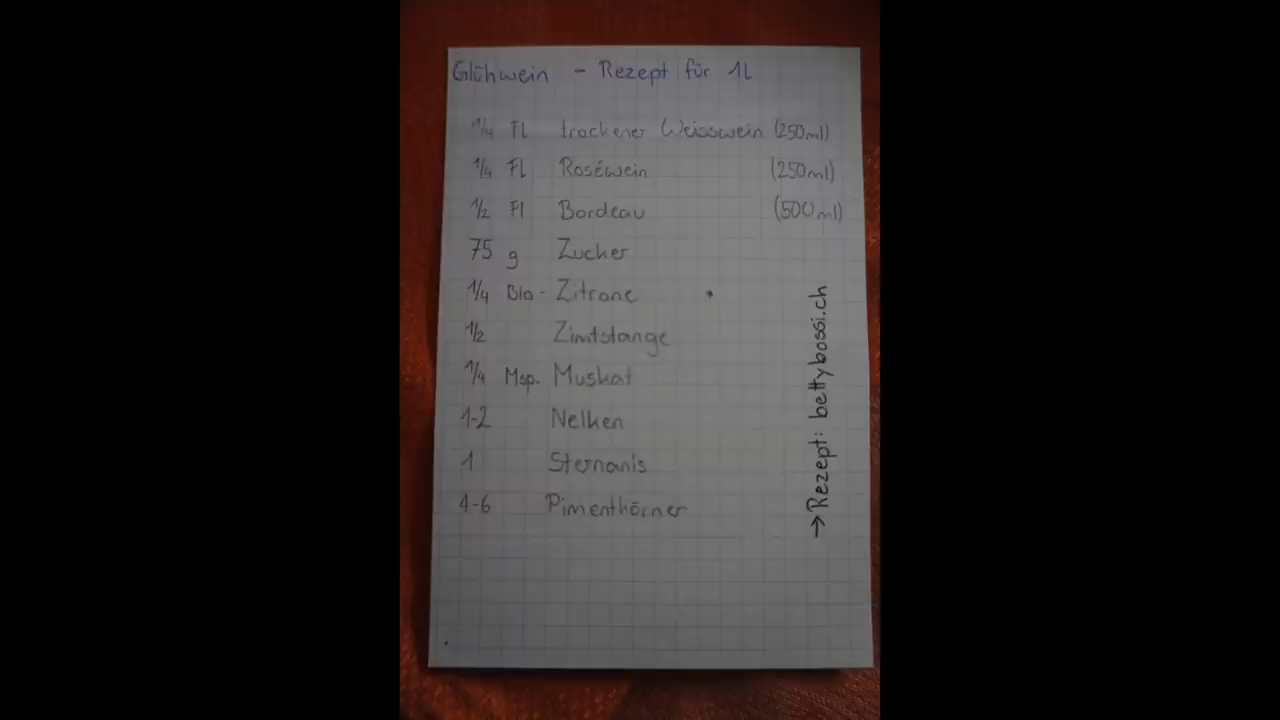 Glühwein - Rezept für 1L
1/4 FL trockener Weisswein (250ml)
1/4 FL Roséwein (250ml)
1/2 Fl Bordeau (500ml)
75 g Zucker
1/4 Bio-Zitrone
1/2 Zimtstange
1/4 Msp. Muskat
1-2 Nelken
1 Sternanis
4-6 Pimentkörner
→ Rezept: bettybossi.ch